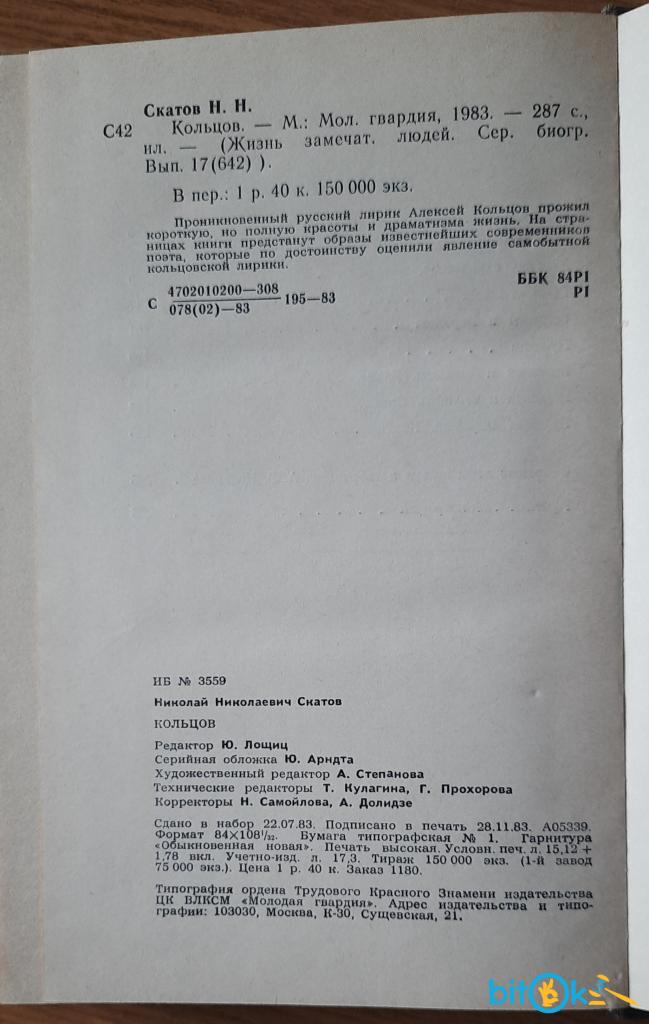 Скатов Н. Н.
С42 Кольцов. — М.: Мол. гвардия, 1983. — 287 с.,
ил. — (Жизнь замечат. людей. Сер. биогр.
Вып. 17(642) ).
В пер.: 1 р. 40 к. 150 000 экз.
Проникновенный русский лирик Алексей Кольцов прожил
короткую, но полную красоты и драматизма жизнь. На стра-
ницах книги предстанут образы известнейших современников
поэта, которые по достоинству оценили явление самобытной
кольцовской лирики.
С 4702010200—308
078(02)—83
195—83
ББК 84Р1
Р1
ИБ № 3559
Николай Николаевич Скатов
КОЛЬЦОВ
Редактор Ю. Лощиц
Серийная обложка Ю. Арндта
Художественный редактор А. Степанова
Технические редакторы Т. Кулагина, Г. Прохорова
Корректоры Н. Самойлова, А. Долидзе
Сдано в набор 22.07.83. Подписано в печать 28.11.83. А05339.
Формат 84×108¹/₃₂. Бумага типографская № 1. Гарнитура
«Обыкновенная новая». Печать высокая. Условн. печ. л. 15,12 +
1,78 вкл. Учетно-изд. л. 17,3. Тираж 150 000 экз. (1-й завод
75 000 экз.). Цена 1 р. 40 к. Заказ 1180.
Типография ордена Трудового Красного Знамени издательства
ЦК ВЛКСМ «Молодая гвардия». Адрес издательства и типо-
графии: 103030, Москва, К-30, Сущевская, 21.
bitok